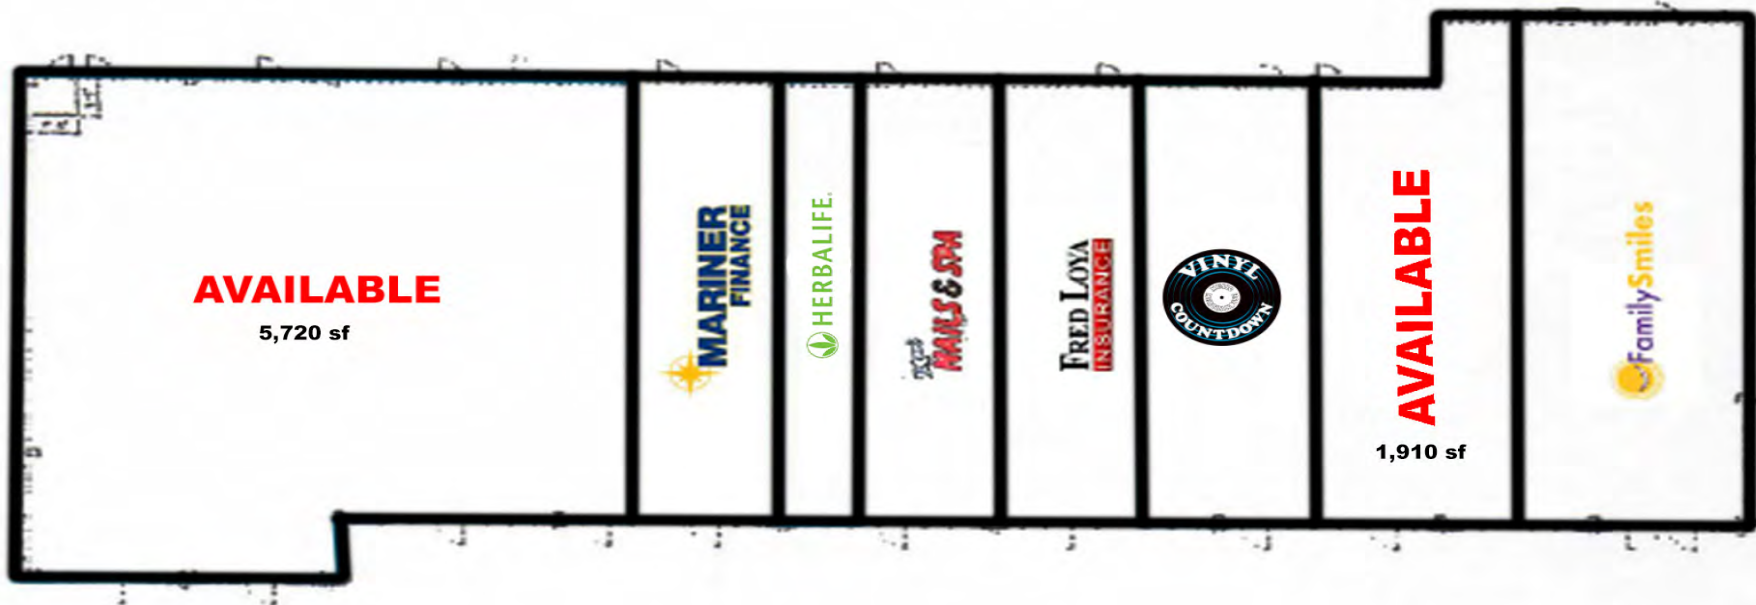 AVAILABLE
5,720 sf
MARINER
FINANCE
HERBALIFE.
NAILS & SPA
FRED LOYA
INSURANCE
VINYL
COUNTDOWN
AVAILABLE
1,910 sf
FamilySmiles